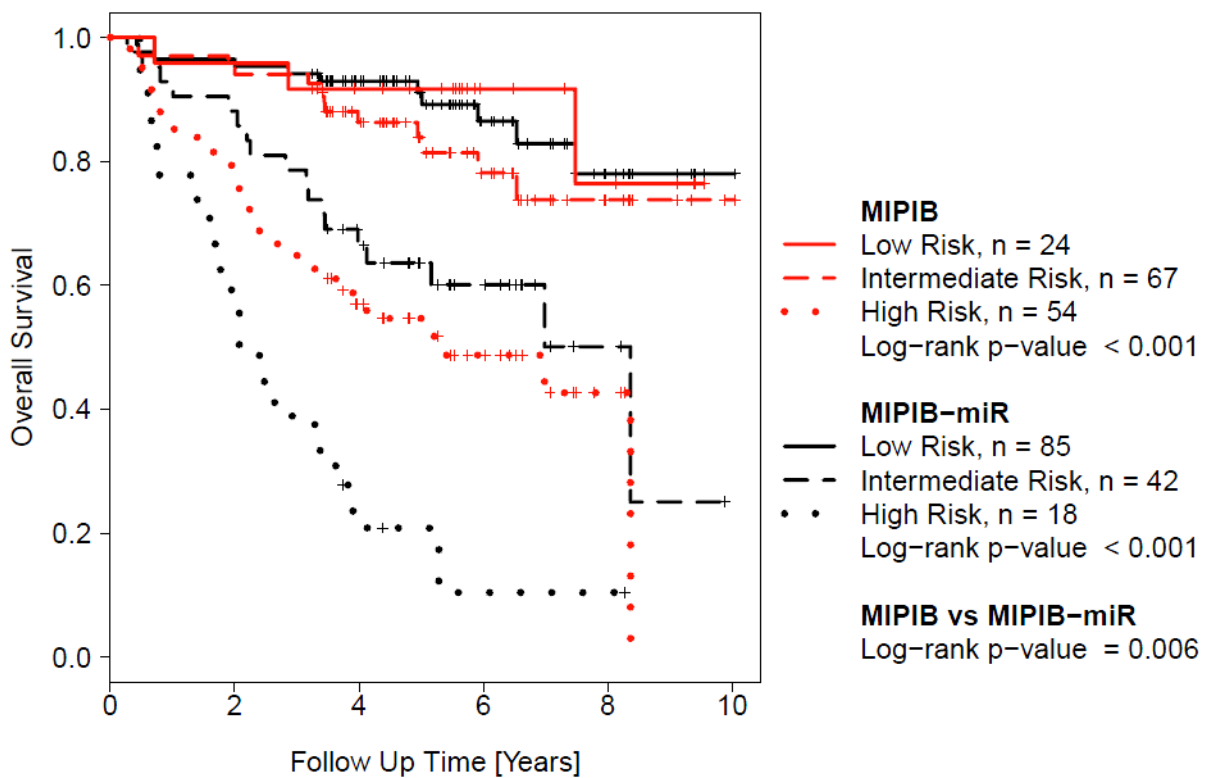 1.0
0.8
0.6
0.4
0.2
0.0
Overall Survival
0 2 4 6 8 10
Follow Up Time [Years]
MIPIB
Low Risk, n = 24
Intermediate Risk, n = 67
High Risk, n = 54
Log−rank p−value < 0.001
MIPIB−miR
Low Risk, n = 85
Intermediate Risk, n = 42
High Risk, n = 18
Log−rank p−value < 0.001
MIPIB vs MIPIB−miR
Log−rank p−value = 0.006